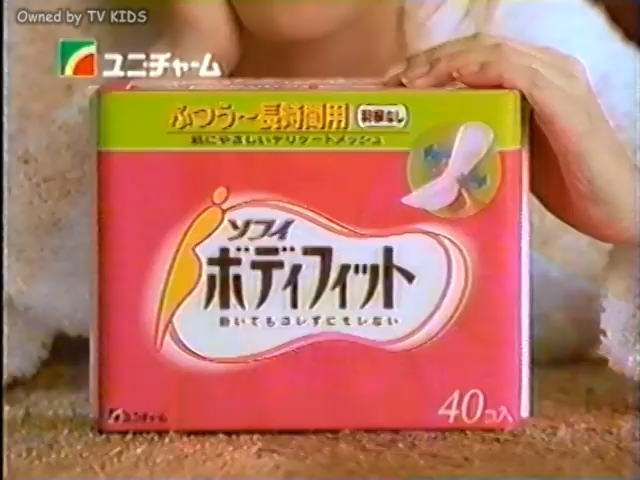 Owned by TV KIDS
ユニ・チャーム
ふつう〜長時間用 羽根なし
肌にやさしいデリケートメッシュ
ソフィ
ボディフィット
動いてもヨレずにモレない
ユニ・チャーム
40コ入